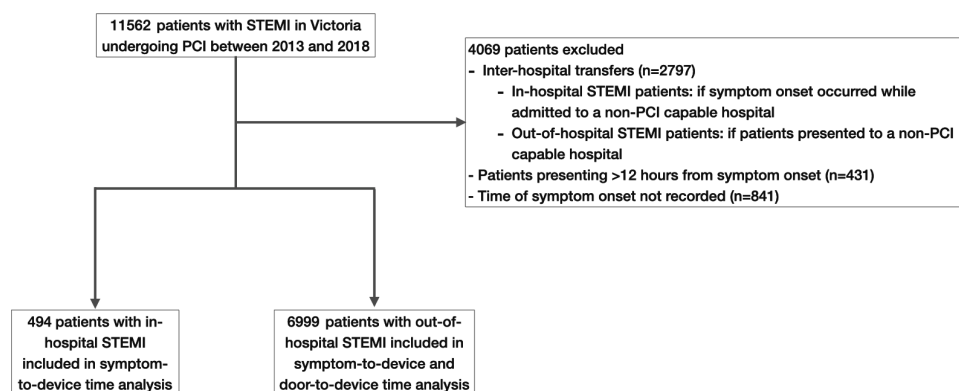 11562 patients with STEMI in Victoria
undergoing PCI between 2013 and 2018
4069 patients excluded
- Inter-hospital transfers (n=2797)
- In-hospital STEMI patients: if symptom onset occurred while
admitted to a non-PCI capable hospital
- Out-of-hospital STEMI patients: if patients presented to a non-PCI
capable hospital
- Patients presenting >12 hours from symptom onset (n=431)
- Time of symptom onset not recorded (n=841)
494 patients with in-
hospital STEMI
included in symptom-
to-device time analysis
6999 patients with out-of-
hospital STEMI included in
symptom-to-device and
door-to-device time analysis